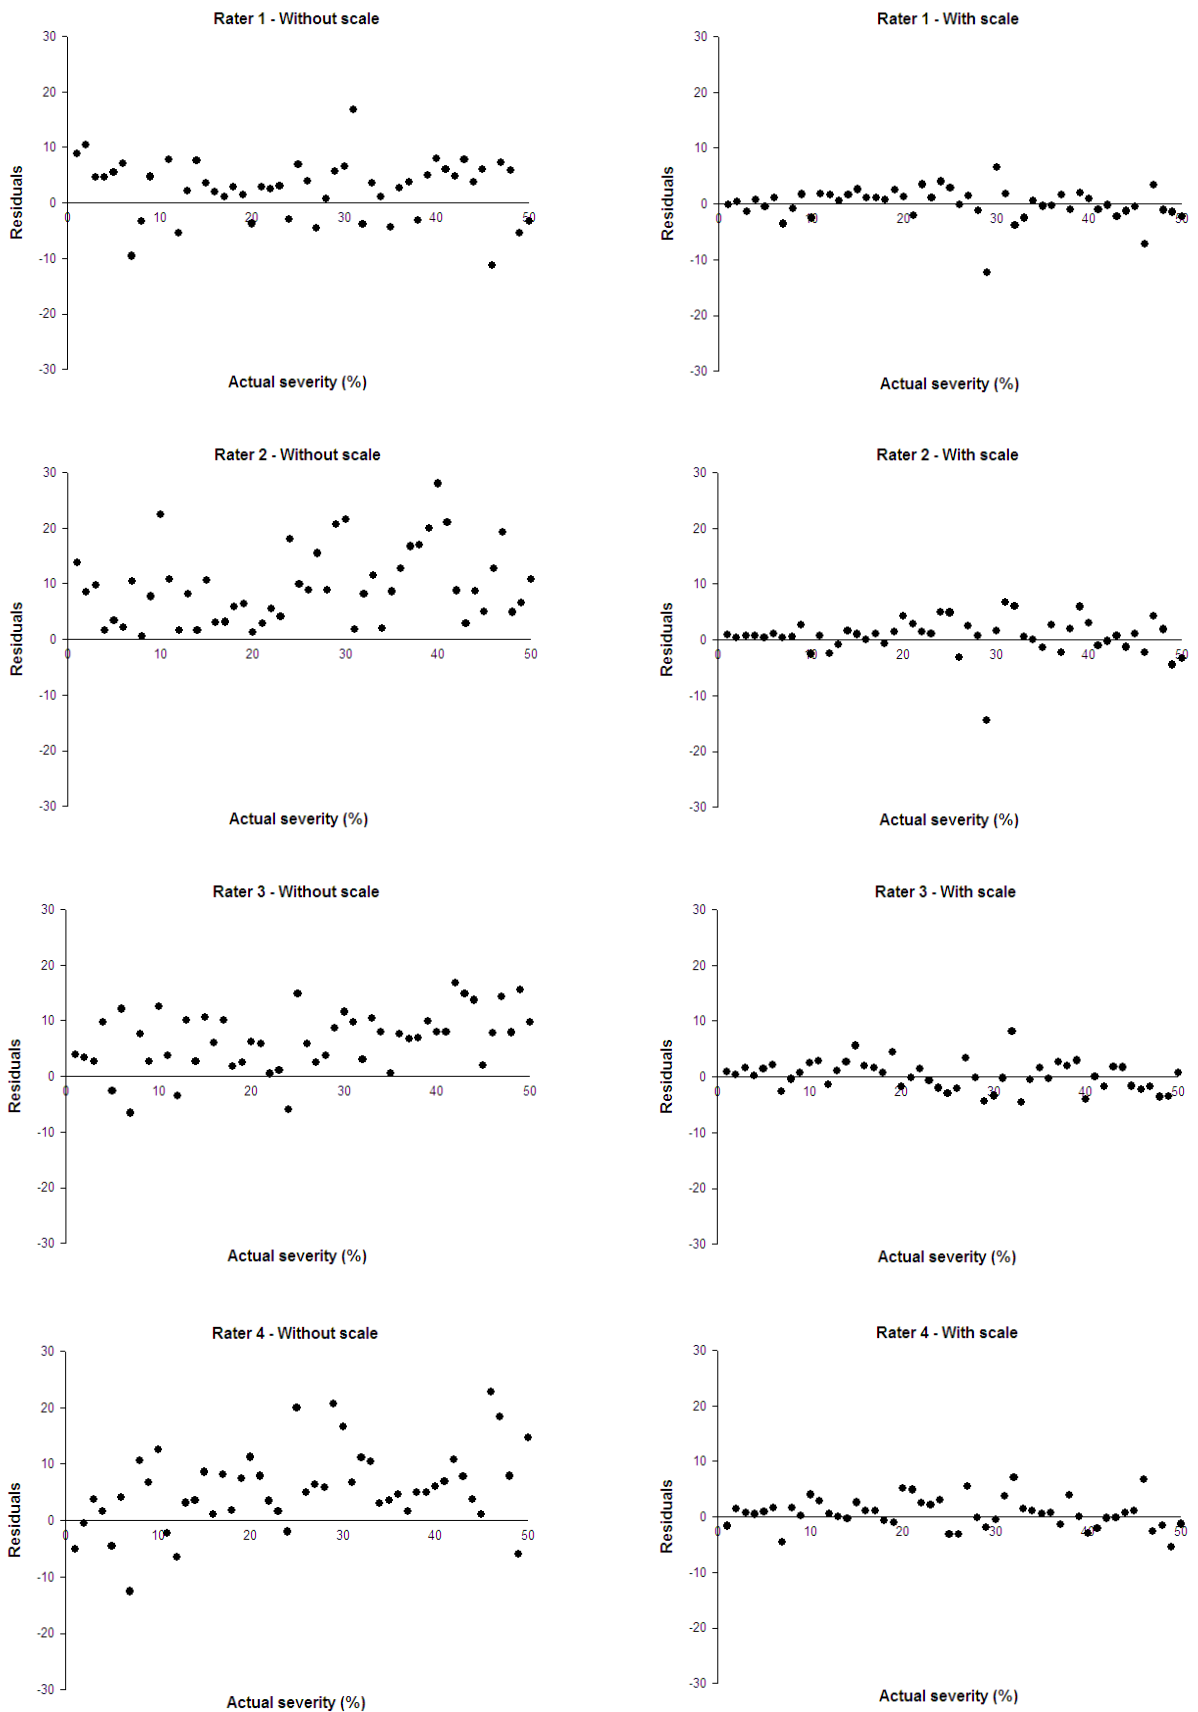 Rater 1 - Without scale
30
20
10
0
-10
-20
-30
0 10 20 30 40 50
Residuals
Actual severity (%)
Rater 1 - With scale
30
20
10
0
-10
-20
-30
0 10 20 30 40 50
Residuals
Actual severity (%)
Rater 2 - Without scale
30
20
10
0
-10
-20
-30
0 10 20 30 40 50
Residuals
Actual severity (%)
Rater 2 - With scale
30
20
10
0
-10
-20
-30
0 10 20 30 40 50
Residuals
Actual severity (%)
Rater 3 - Without scale
30
20
10
0
-10
-20
-30
0 10 20 30 40 50
Residuals
Actual severity (%)
Rater 3 - With scale
30
20
10
0
-10
-20
-30
0 10 20 30 40 50
Residuals
Actual severity (%)
Rater 4 - Without scale
30
20
10
0
-10
-20
-30
0 10 20 30 40 50
Residuals
Actual severity (%)
Rater 4 - With scale
30
20
10
0
-10
-20
-30
0 10 20 30 40 50
Residuals
Actual severity (%)